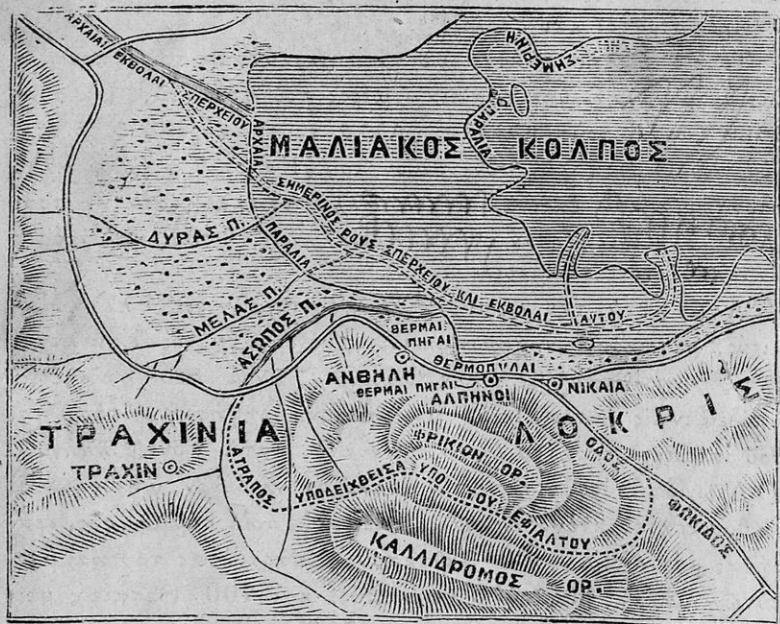 ΑΡΧΑΙΑΙ ΕΚΒΟΛΑΙ ΣΠΕΡΧΕΙΟΥ
ΣΗΜΕΡΙΝΗ
ΠΑΡΑΛΙΑ
ΑΡΧΑΙΑ ΠΑΡΑΛΙΑ
ΜΑΛΙΑΚΟΣ ΚΟΛΠΟΣ
ΣΗΜΕΡΙΝΟΣ ΡΟΥΣ ΣΠΕΡΧΕΙΟΥ ΚΑΙ ΕΚΒΟΛΑΙ ΑΥΤΟΥ
ΔΥΡΑΣ Π.
ΜΕΛΑΣ Π.
ΑΣΩΠΟΣ Π.
ΘΕΡΜΑΙ
ΠΗΓΑΙ
ΘΕΡΜΟΠΥΛΑΙ
ΑΝΘΗΛΗ
ΘΕΡΜΑΙ ΠΗΓΑΙ
ΑΛΠΗΝΟΙ
ΝΙΚΑΙΑ
ΤΡΑΧΙΝΙΑ
ΤΡΑΧΙΝ
ΛΟΚΡΙΣ
ΦΡΙΚΙΟΝ ΟΡ.
ΟΔΟΣ ΦΩΚΙΔΟΣ
ΑΤΡΑΠΟΣ ΥΠΟΔΕΙΧΘΕΙΣΑ ΥΠΟ ΤΟΥ ΕΦΙΑΛΤΟΥ
ΚΑΛΛΙΔΡΟΜΟΣ ΟΡ.